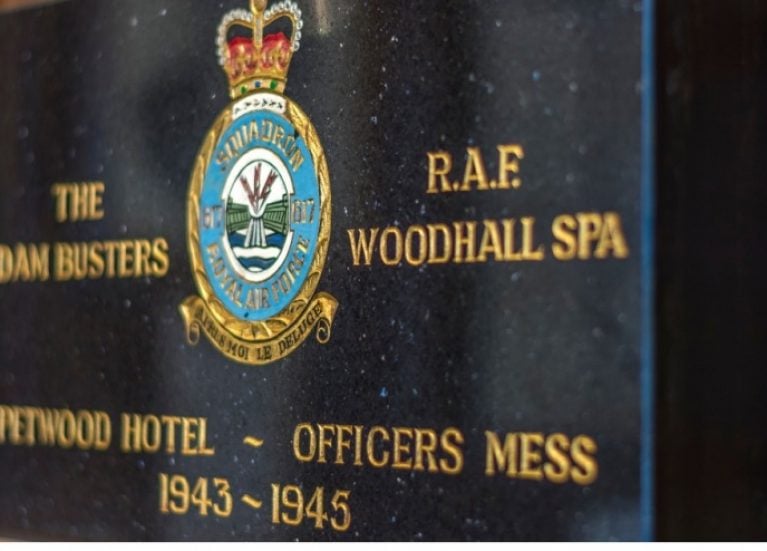 THE
DAM BUSTERS
SQUADRON
617 617
ROYAL AIR FORCE
APRES MOI LE DELUGE
R.A.F.
WOODHALL SPA
PETWOOD HOTEL ~ OFFICERS MESS
1943 ~ 1945